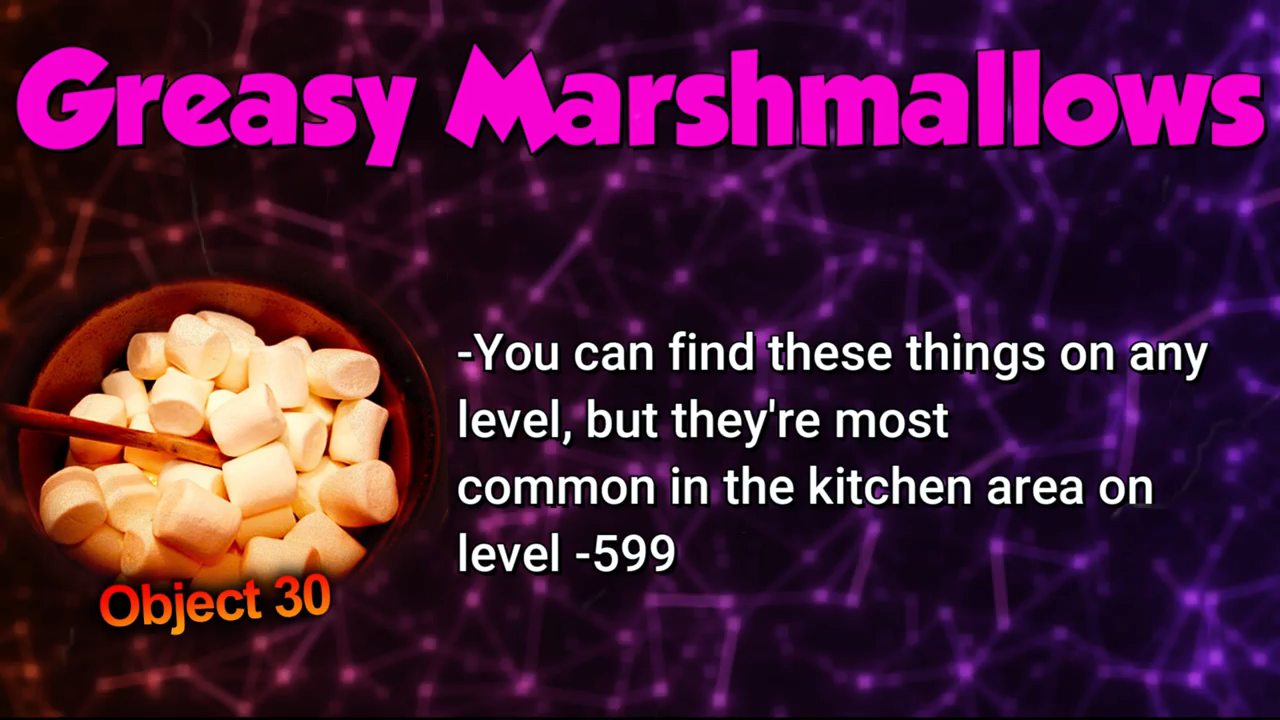 Greasy Marshmallows
-You can find these things on any
level, but they're most
common in the kitchen area on
level -599
Object 30